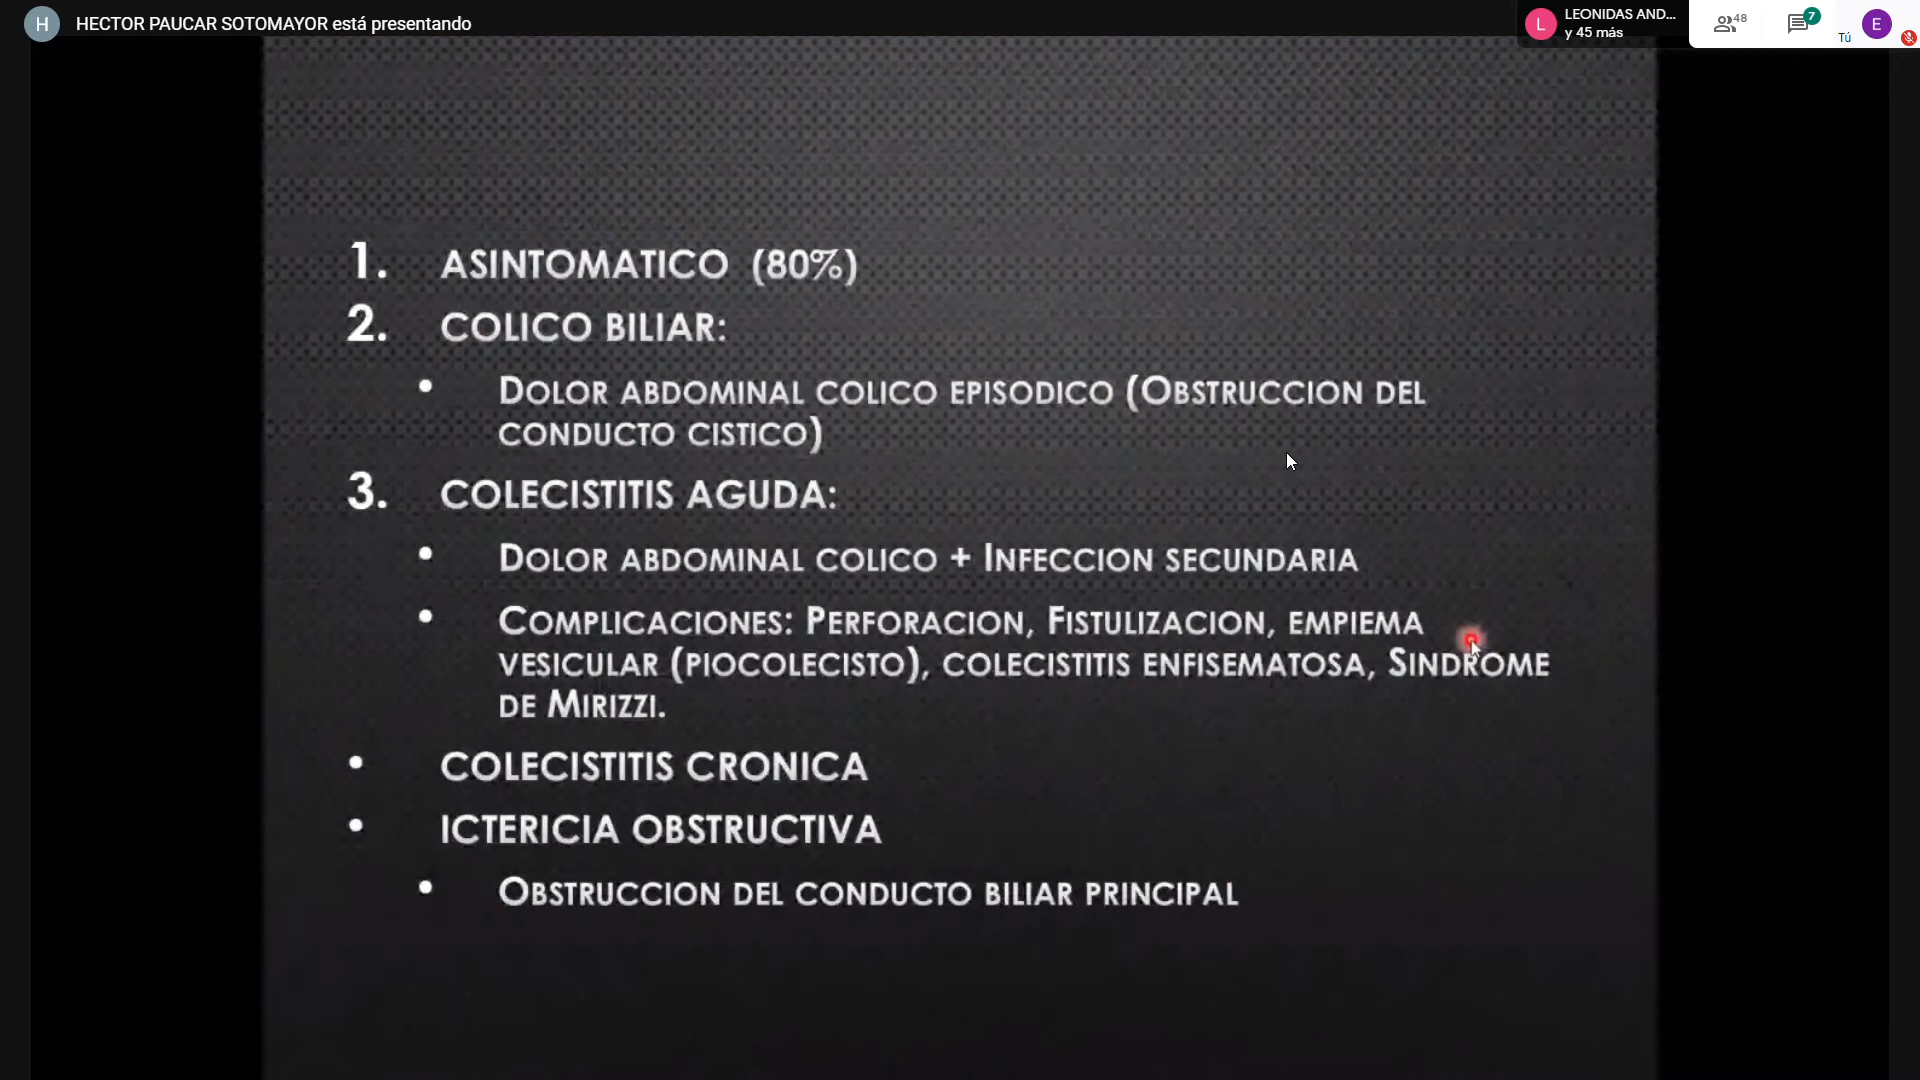 H
HECTOR PAUCAR SOTOMAYOR está presentando
L
LEONIDAS AND...
y 45 más
48
7
Tú
E
1. ASINTOMATICO (80%)
2. COLICO BILIAR:
• DOLOR ABDOMINAL COLICO EPISODICO (OBSTRUCCION DEL
CONDUCTO CISTICO)
3. COLECISTITIS AGUDA:
• DOLOR ABDOMINAL COLICO + INFECCION SECUNDARIA
• COMPLICACIONES: PERFORACION, FISTULIZACION, EMPIEMA
VESICULAR (PIOCOLECISTO), COLECISTITIS ENFISEMATOSA, SINDROME
DE MIRIZZI.
• COLECISTITIS CRONICA
• ICTERICIA OBSTRUCTIVA
• OBSTRUCCION DEL CONDUCTO BILIAR PRINCIPAL